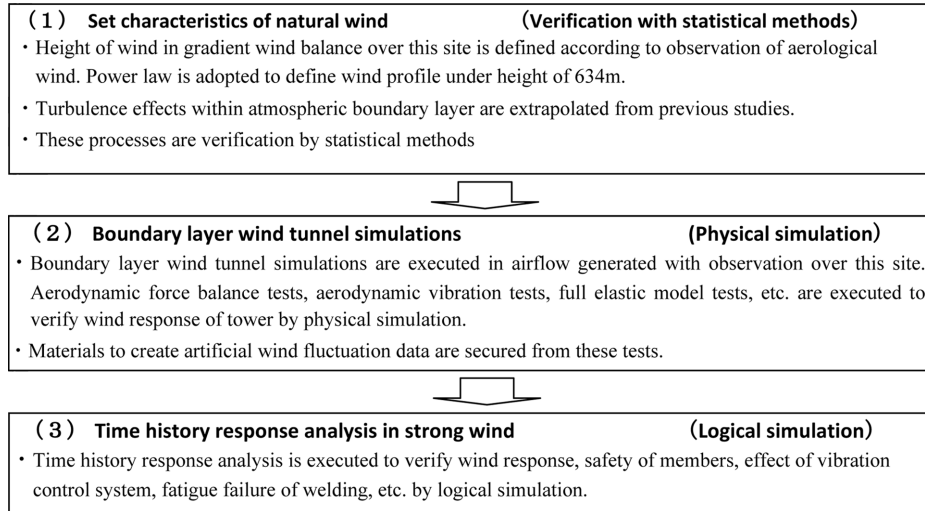 （１） Set characteristics of natural wind （Verification with statistical methods）
・Height of wind in gradient wind balance over this site is defined according to observation of aerological
wind. Power law is adopted to define wind profile under height of 634m.
・Turbulence effects within atmospheric boundary layer are extrapolated from previous studies.
・These processes are verification by statistical methods
（２） Boundary layer wind tunnel simulations (Physical simulation）
・Boundary layer wind tunnel simulations are executed in airflow generated with observation over this site.
Aerodynamic force balance tests, aerodynamic vibration tests, full elastic model tests, etc. are executed to
verify wind response of tower by physical simulation.
・Materials to create artificial wind fluctuation data are secured from these tests.
（３） Time history response analysis in strong wind （Logical simulation）
・Time history response analysis is executed to verify wind response, safety of members, effect of vibration
control system, fatigue failure of welding, etc. by logical simulation.